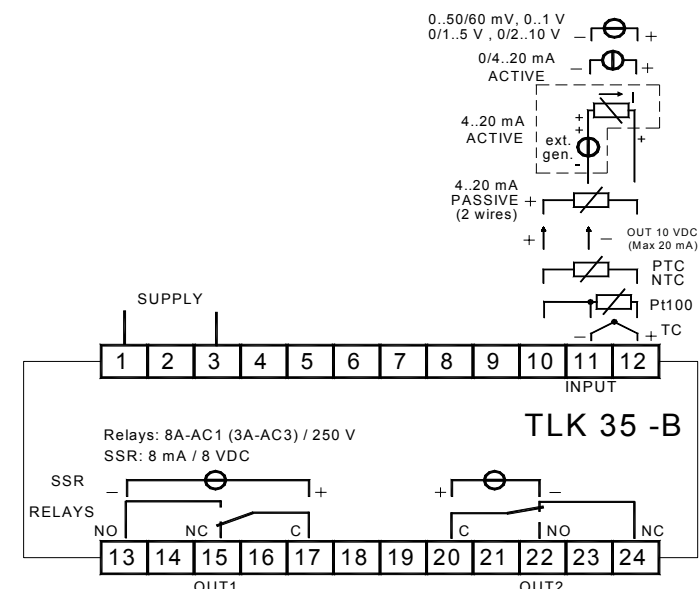 0..50/60 mV, 0..1 V
0/1..5 V , 0/2..10 V
− +
0/4..20 mA
ACTIVE
− +
I
4..20 mA
ACTIVE
+
+
ext.
gen.
-
+
4..20 mA
PASSIVE +
(2 wires)
+ −
OUT 10 VDC
(Max 20 mA)
PTC
NTC
Pt100
− + TC
SUPPLY
1 2 3 4 5 6 7 8 9 10 11 12
INPUT
TLK 35 -B
Relays: 8A-AC1 (3A-AC3) / 250 V
SSR: 8 mA / 8 VDC
SSR − + + −
RELAYS
NO NC C C NO NC
13 14 15 16 17 18 19 20 21 22 23 24
OUT1 OUT2